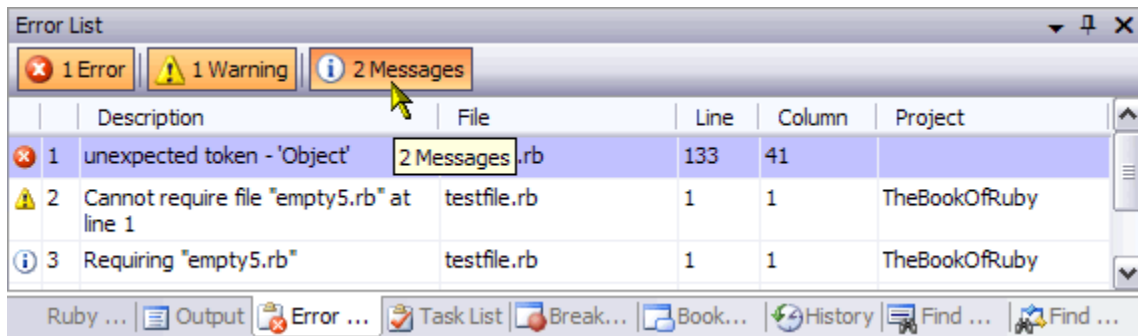 Error List
1 Error 1 Warning 2 Messages
Description File Line Column Project
1 unexpected token - 'Object' 2 Messages .rb 133 41
2 Cannot require file "empty5.rb" at line 1 testfile.rb 1 1 TheBookOfRuby
3 Requiring "empty5.rb" testfile.rb 1 1 TheBookOfRuby
Ruby ... Output Error ... Task List Break... Book... History Find ... Find ...